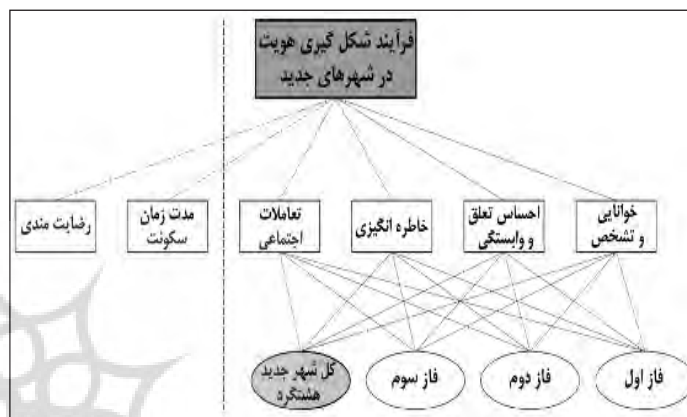 فرآیند شکل گیری هویت
در شهرهای جدید
خوانایی
و تشخص
احساس تعلق
و وابستگی
خاطره انگیزی
تعاملات
اجتماعی
مدت زمان
سکونت
رضایت مندی
فاز اول
فاز دوم
فاز سوم
کل شهر جدید
هشتگرد